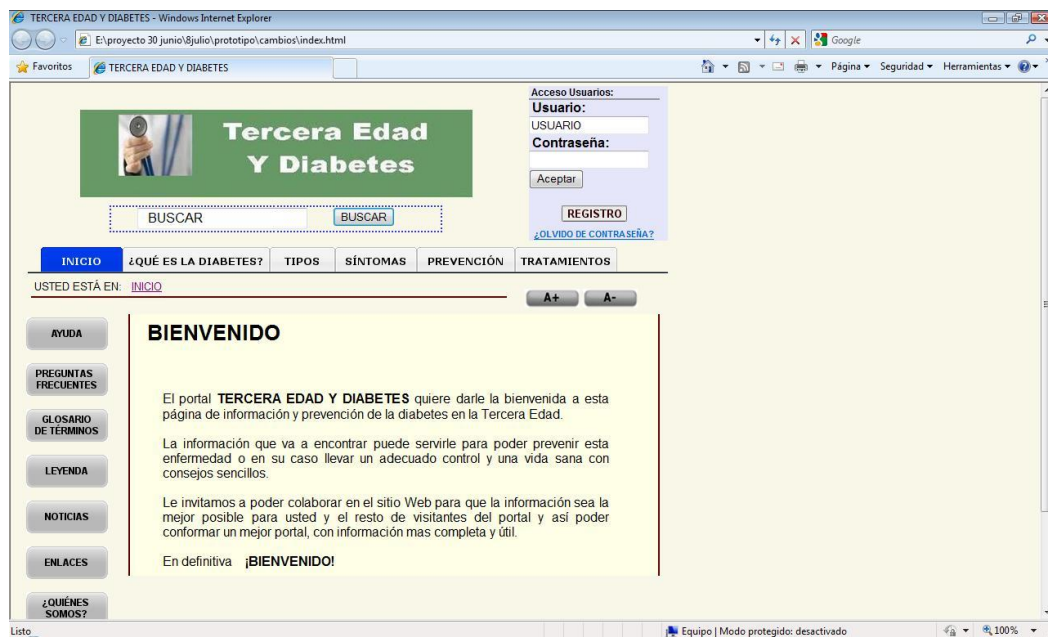 TERCERA EDAD Y DIABETES - Windows Internet Explorer
E:\proyecto 30 junio\8julio\prototipo\cambios\index.html
Google
Favoritos
TERCERA EDAD Y DIABETES
Página
Seguridad
Herramientas
Tercera Edad
Y Diabetes
Acceso Usuarios:
Usuario:
USUARIO
Contraseña:
Aceptar
REGISTRO
¿OLVIDO DE CONTRASEÑA?
BUSCAR
BUSCAR
INICIO
¿QUÉ ES LA DIABETES?
TIPOS
SÍNTOMAS
PREVENCIÓN
TRATAMIENTOS
USTED ESTÁ EN: INICIO
A+
A-
AYUDA
PREGUNTAS
FRECUENTES
GLOSARIO
DE TÉRMINOS
LEYENDA
NOTICIAS
ENLACES
¿QUIÉNES
SOMOS?
BIENVENIDO
El portal TERCERA EDAD Y DIABETES quiere darle la bienvenida a esta
página de información y prevención de la diabetes en la Tercera Edad.
La información que va a encontrar puede servirle para poder prevenir esta
enfermedad o en su caso llevar un adecuado control y una vida sana con
consejos sencillos.
Le invitamos a poder colaborar en el sitio Web para que la información sea la
mejor posible para usted y el resto de visitantes del portal y así poder
conformar un mejor portal, con información mas completa y útil.
En definitiva ¡BIENVENIDO!
Listo
Equipo | Modo protegido: desactivado
100%